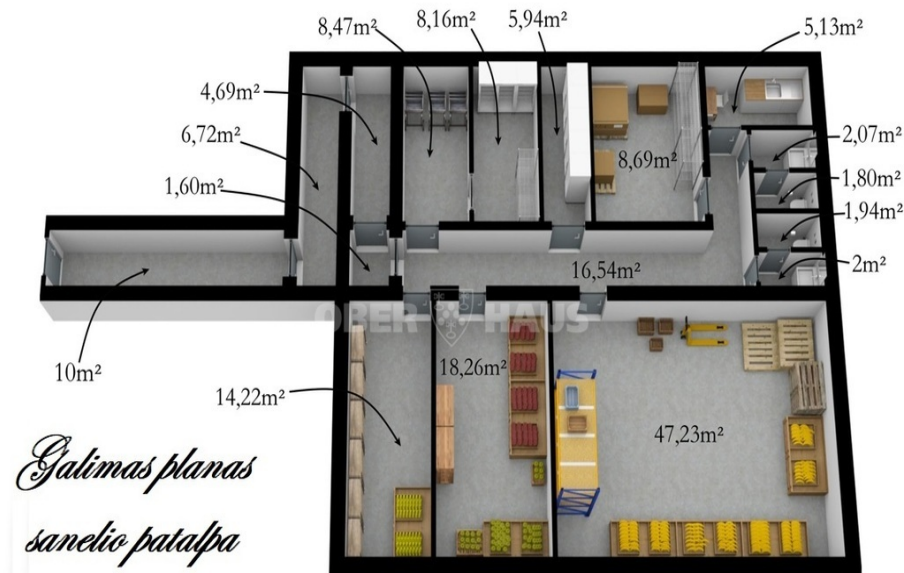 8,47m²
8,16m²
5,94m²
5,13m²
4,69m²
6,72m²
1,60m²
8,69m²
2,07m²
1,80m²
1,94m²
2m²
16,54m²
OBER HAUS
10m²
14,22m²
18,26m²
47,23m²
Galimas planas
sanelio patalpa